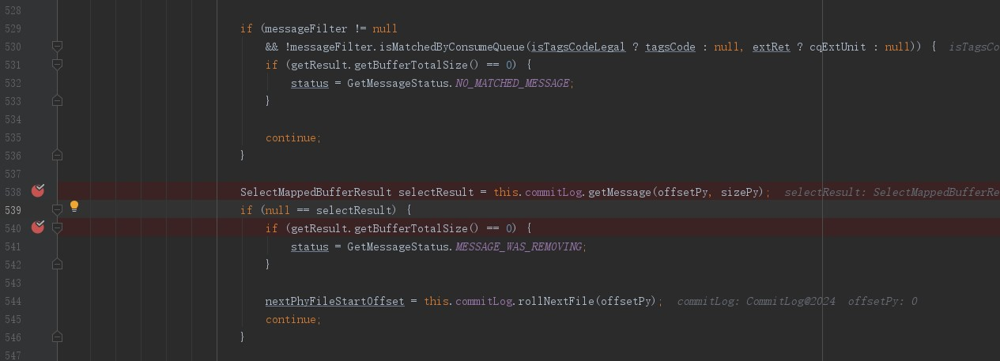 528
529 if (messageFilter != null
530 && !messageFilter.isMatchedByConsumeQueue(isTagsCodeLegal ? tagsCode : null, extRet ? cqExtUnit : null)) { isTagsCo
531 if (getResult.getBufferTotalSize() == 0) {
532 status = GetMessageStatus.NO_MATCHED_MESSAGE;
533 }
534
535 continue;
536 }
537
538 SelectMappedBufferResult selectResult = this.commitLog.getMessage(offsetPy, sizePy); selectResult: SelectMappedBufferRe
539 if (null == selectResult) {
540 if (getResult.getBufferTotalSize() == 0) {
541 status = GetMessageStatus.MESSAGE_WAS_REMOVING;
542 }
543
544 nextPhyFileStartOffset = this.commitLog.rollNextFile(offsetPy); commitLog: CommitLog@2024 offsetPy: 0
545 continue;
546 }
547